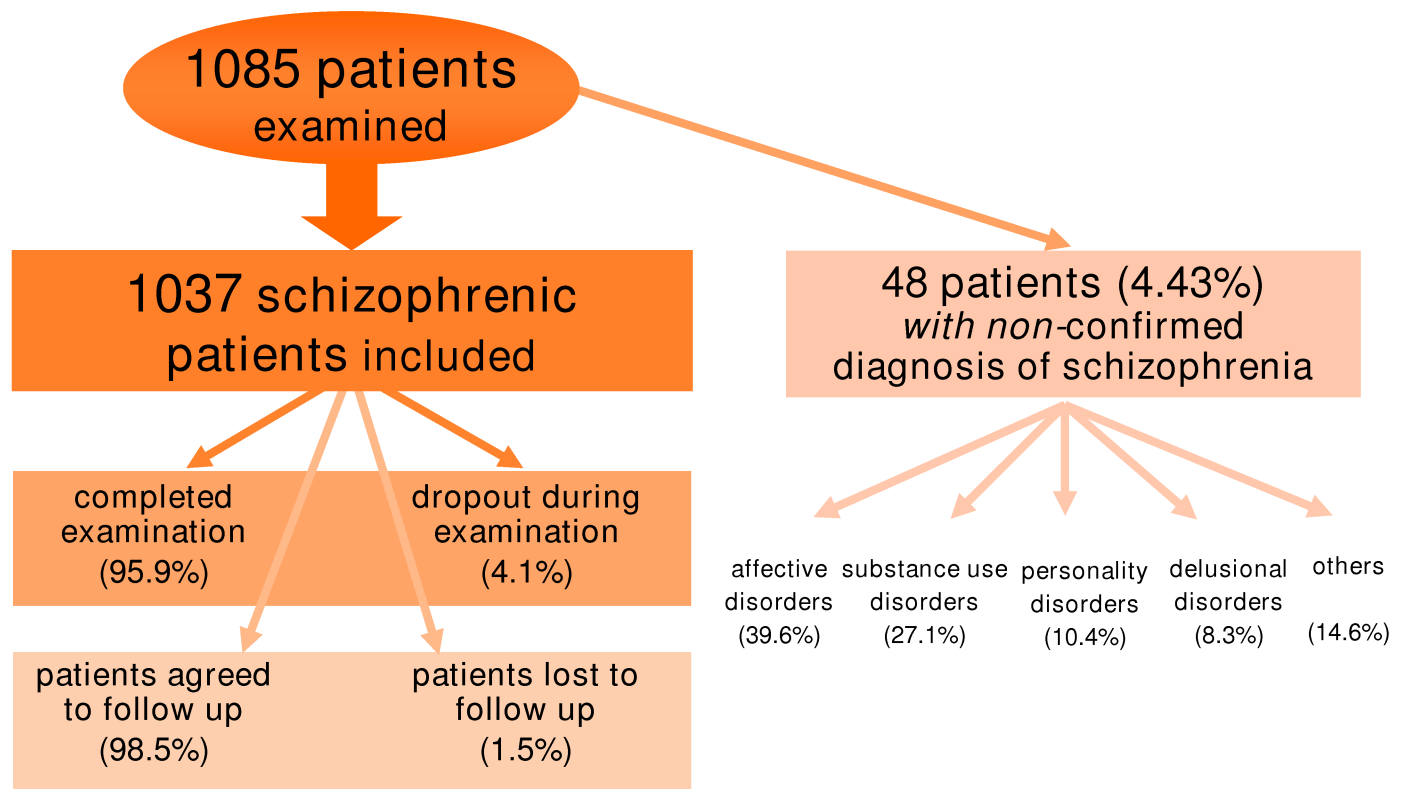 1085 patients
examined
1037 schizophrenic
patients included
48 patients (4.43%)
with non-confirmed
diagnosis of schizophrenia
completed
examination
(95.9%)
dropout during
examination
(4.1%)
patients agreed
to follow up
(98.5%)
patients lost to
follow up
(1.5%)
affective
disorders
(39.6%)
substance use
disorders
(27.1%)
personality
disorders
(10.4%)
delusional
disorders
(8.3%)
others
(14.6%)